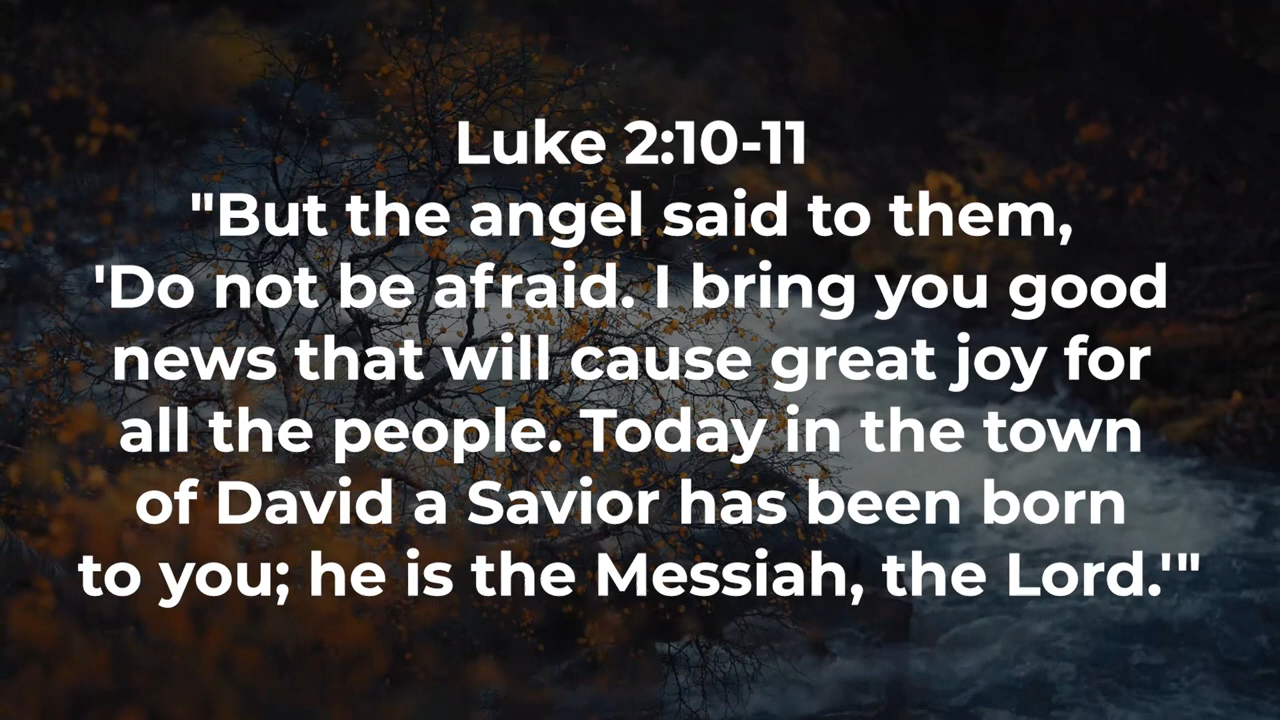 Luke 2:10-11
"But the angel said to them,
'Do not be afraid. I bring you good
news that will cause great joy for
all the people. Today in the town
of David a Savior has been born
to you; he is the Messiah, the Lord.'"